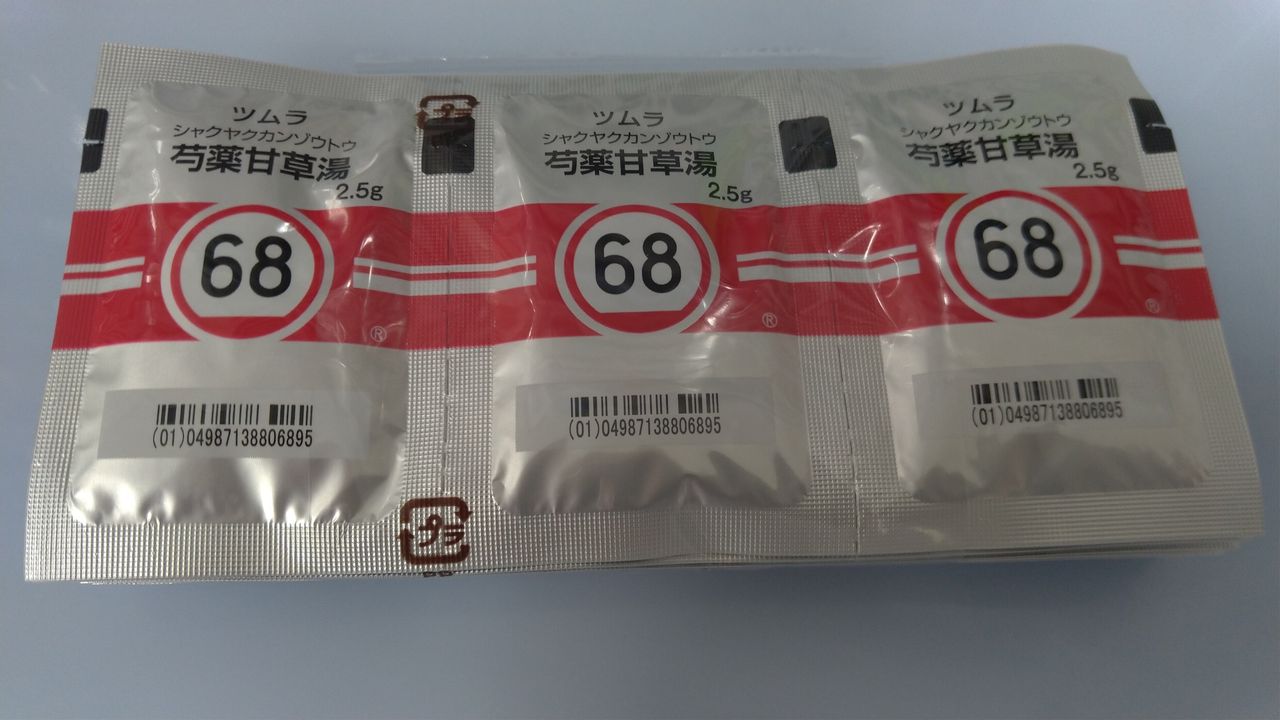 ツムラ
シャクヤクカンゾウトウ
芍薬甘草湯
2.5g
68
®
(01)04987138806895
プラ
ツムラ
シャクヤクカンゾウトウ
芍薬甘草湯
2.5g
68
®
(01)04987138806895
プラ
ツムラ
シャクヤクカンゾウトウ
芍薬甘草湯
2.5g
68
®
(01)04987138806895